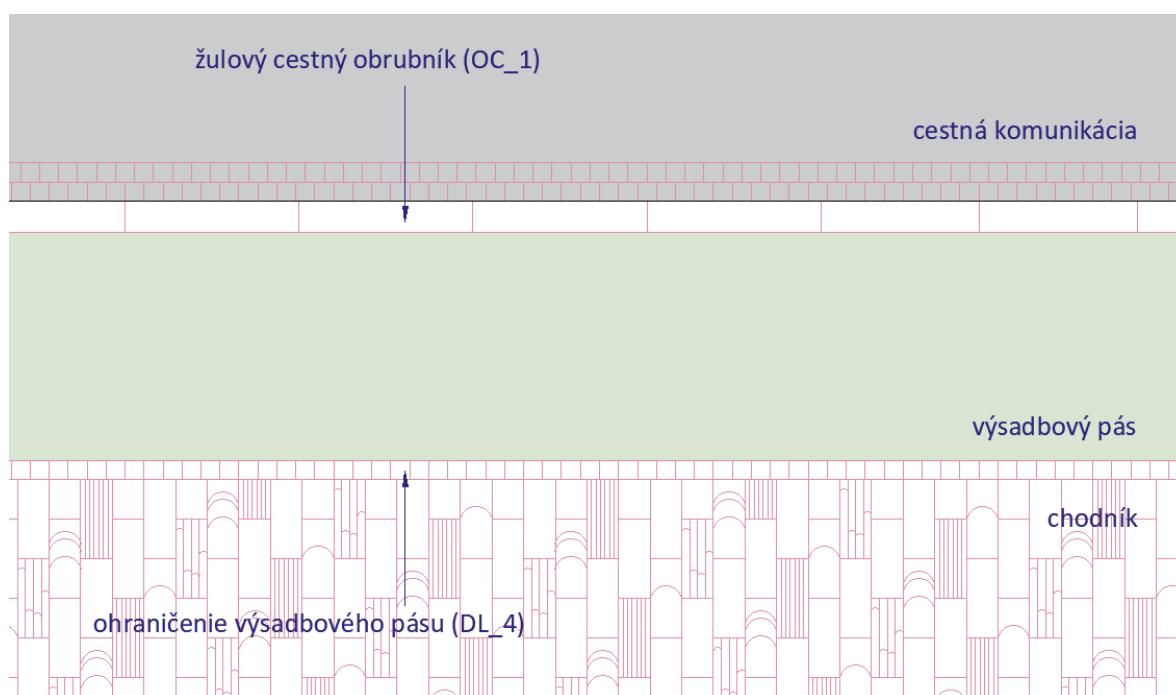 žulový cestný obrubník (OC_1)
cestná komunikácia
výsadbový pás
chodník
ohraničenie výsadbového pásu (DL_4)